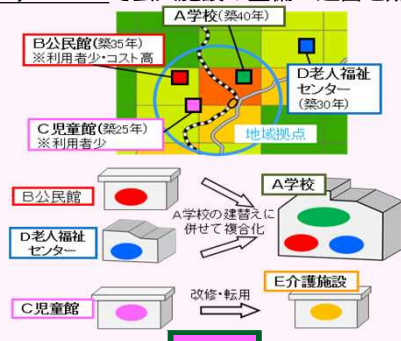 A学校(築40年)
B公民館(築35年)
※利用者少・コスト高
D老人福祉
センター
(築30年)
C児童館(築25年)
※利用者少
地域拠点
B公民館
A学校
A学校の建替えに
併せて複合化
D老人福祉
センター
C児童館
改修・転用
E介護施設